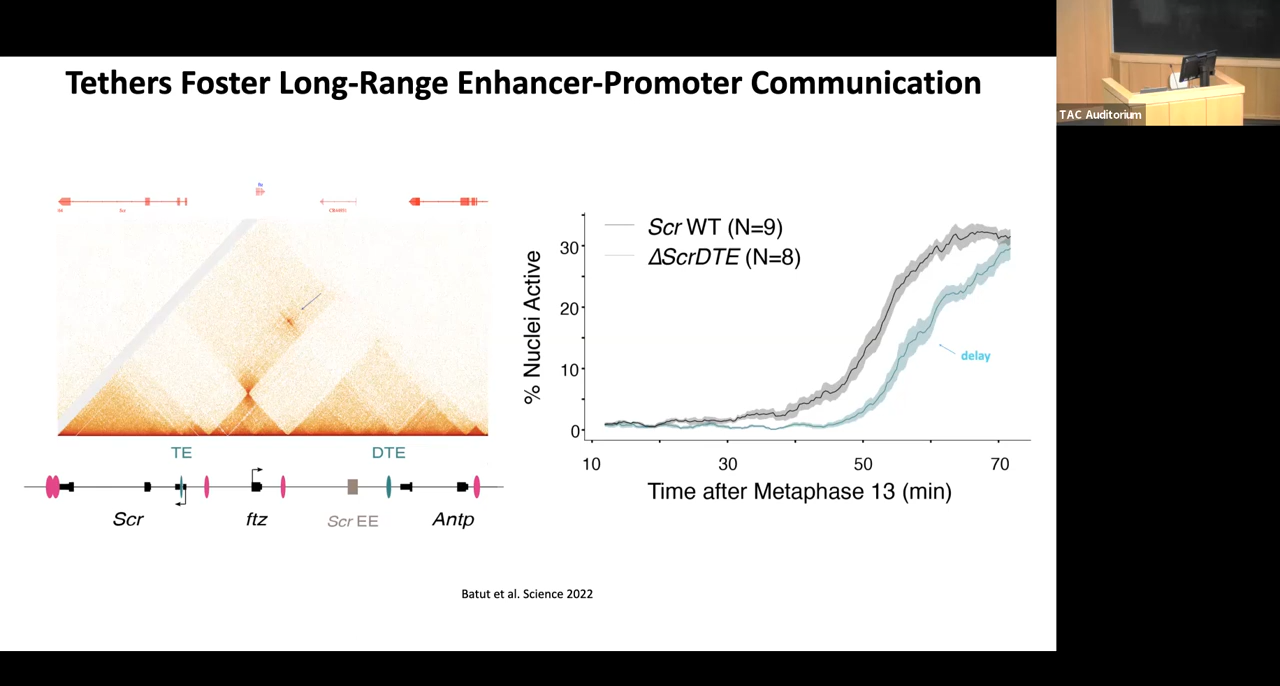 Tethers Foster Long-Range Enhancer-Promoter Communication
TAC Auditorium
ftz
Scr
Scr WT (N=9)
ΔScrDTE (N=8)
% Nuclei Active
30
20
10
0
delay
10 30 50 70
Time after Metaphase 13 (min)
TE DTE
Scr ftz Scr EE Antp
Batut et al. Science 2022